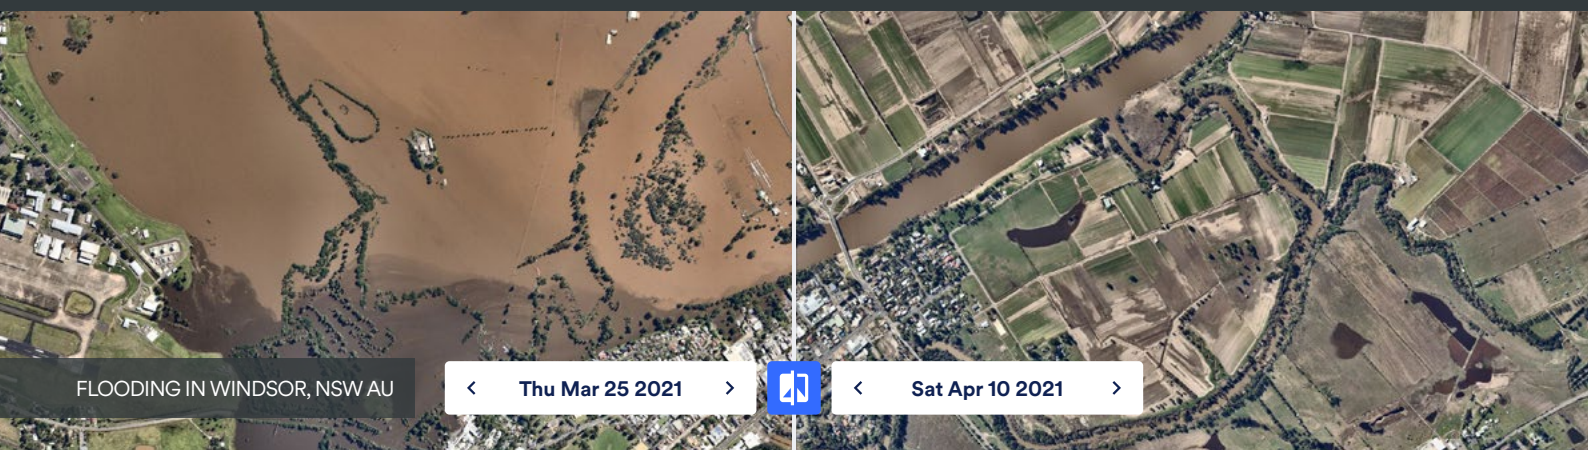 FLOODING IN WINDSOR, NSW AU
Thu Mar 25 2021
Sat Apr 10 2021